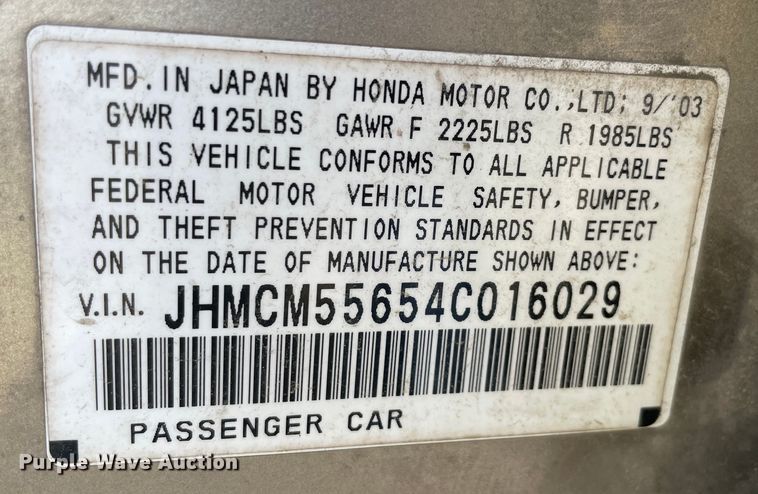 MFD. IN JAPAN BY HONDA MOTOR CO., LTD; 9/'03
GVWR 4125LBS GAWR F 2225LBS R 1985LBS
THIS VEHICLE CONFORMS TO ALL APPLICABLE
FEDERAL MOTOR VEHICLE SAFETY, BUMPER,
AND THEFT PREVENTION STANDARDS IN EFFECT
ON THE DATE OF MANUFACTURE SHOWN ABOVE:
V.I.N. JHMCM55654C016029
PASSENGER CAR
Purple Wave Auction